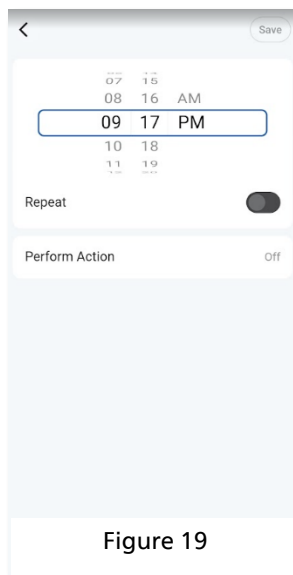 Save
07 15
08 16 AM
09 17 PM
10 18
11 19
Repeat
Perform Action Off
Figure 19